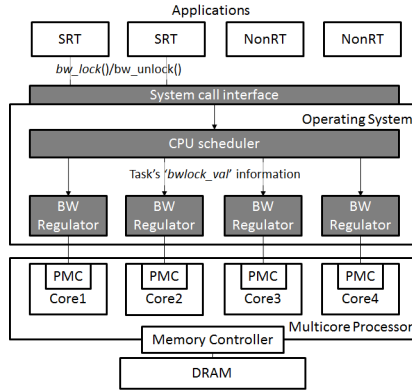 Applications
SRT SRT NonRT NonRT
bw_lock()/bw_unlock()
System call interface
Operating System
CPU scheduler
Task's 'bwlock_val' information
BW BW BW BW
Regulator Regulator Regulator Regulator
PMC PMC PMC PMC
Core1 Core2 Core3 Core4
Multicore Processor
Memory Controller
DRAM